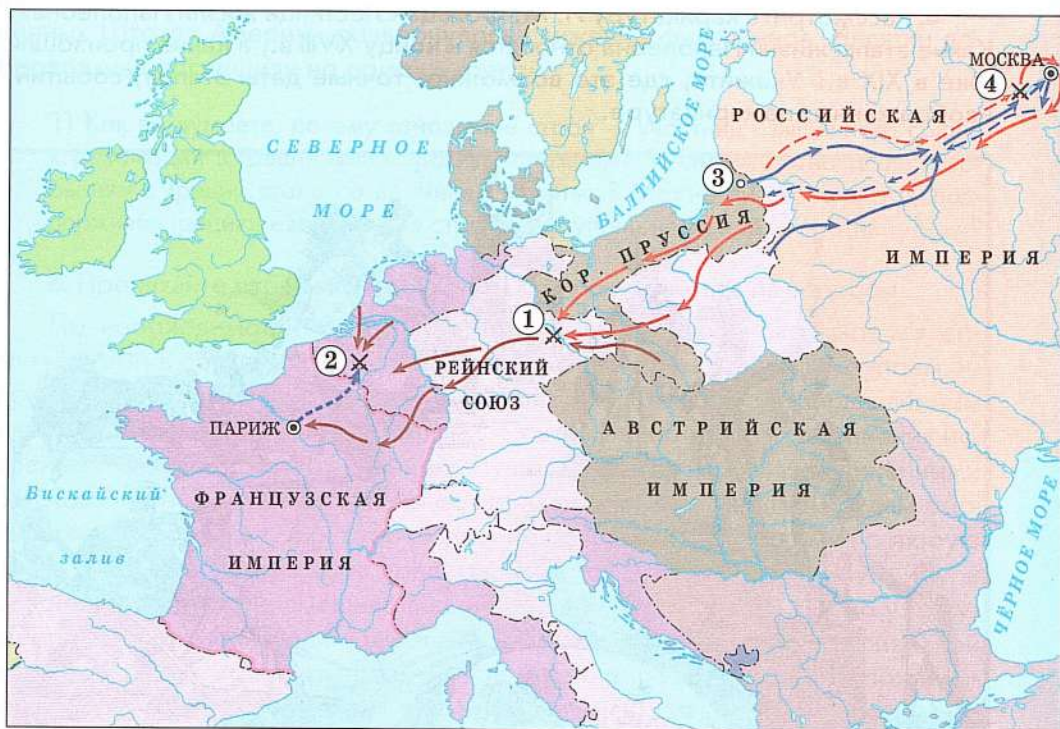 МОСКВА
4
БАЛТИЙСКОЕ МОРЕ
РОССИЙСКАЯ
СЕВЕРНОЕ
МОРЕ
3
КОР. ПРУССИЯ
ИМПЕРИЯ
1
2
РЕЙНСКИЙ
СОЮЗ
ПАРИЖ
АВСТРИЙСКАЯ
ИМПЕРИЯ
Бискайский
залив
ФРАНЦУЗСКАЯ
ИМПЕРИЯ
ЧЁРНОЕ МОРЕ